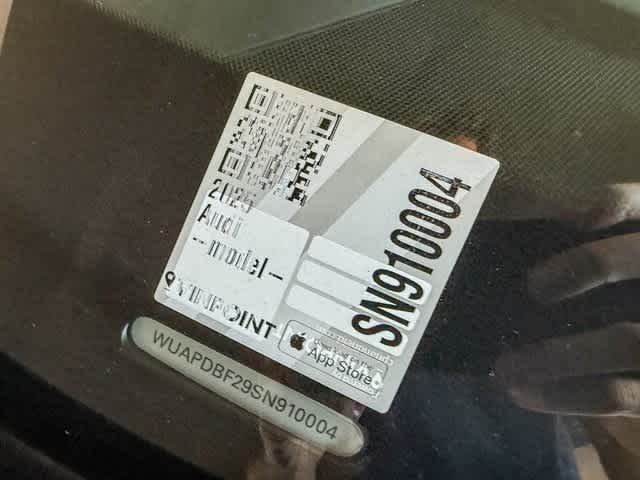 2025
Audi
--model--
VINPOINT
SN910004
App Store
WUAPDBF29SN910004